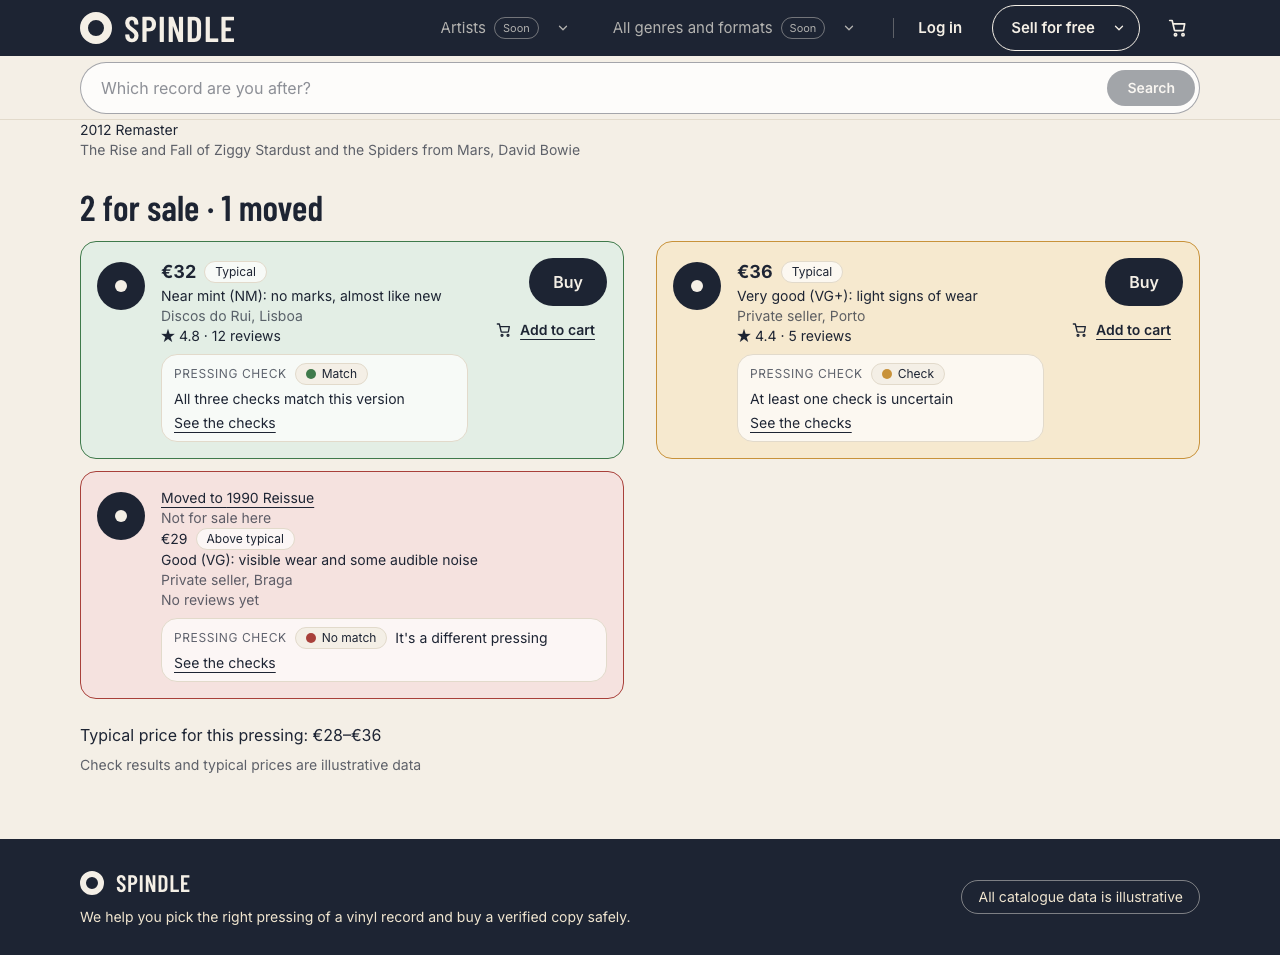 SPINDLE
Artists Soon
All genres and formats Soon
Log in
Sell for free
Which record are you after?
Search
2012 Remaster
The Rise and Fall of Ziggy Stardust and the Spiders from Mars, David Bowie
2 for sale · 1 moved
€32 Typical
Near mint (NM): no marks, almost like new
Discos do Rui, Lisboa
★ 4.8 · 12 reviews
Buy
Add to cart
PRESSING CHECK Match
All three checks match this version
See the checks
€36 Typical
Very good (VG+): light signs of wear
Private seller, Porto
★ 4.4 · 5 reviews
Buy
Add to cart
PRESSING CHECK Check
At least one check is uncertain
See the checks
Moved to 1990 Reissue
Not for sale here
€29 Above typical
Good (VG): visible wear and some audible noise
Private seller, Braga
No reviews yet
PRESSING CHECK No match It's a different pressing
See the checks
Typical price for this pressing: €28–€36
Check results and typical prices are illustrative data
SPINDLE
We help you pick the right pressing of a vinyl record and buy a verified copy safely.
All catalogue data is illustrative